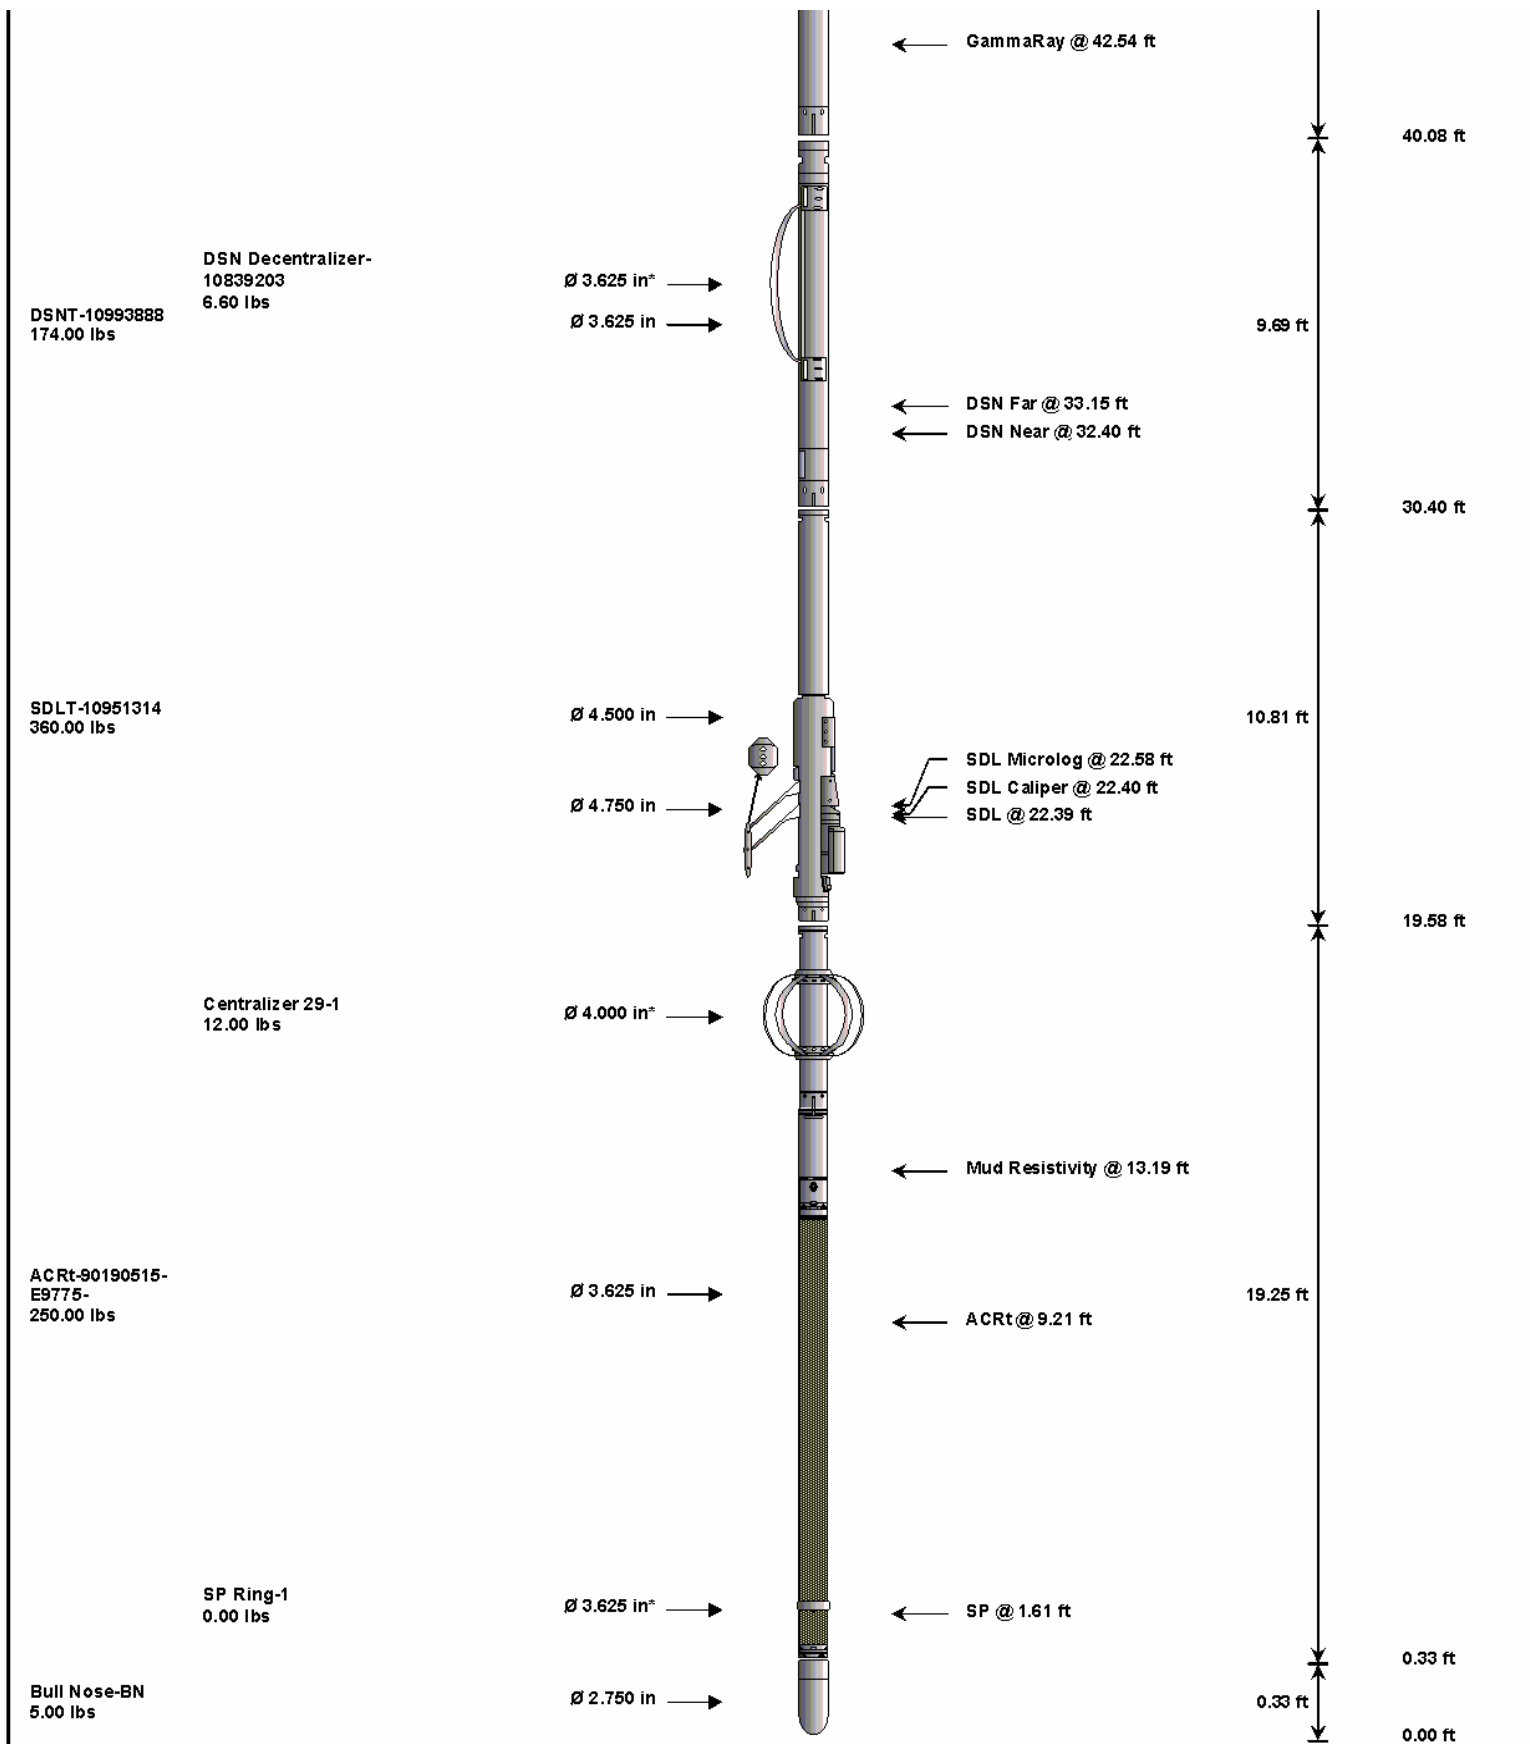 GammaRay @ 42.54 ft
40.08 ft
DSN Decentralizer-
10839203
6.60 lbs
Ø 3.625 in*
DSNT-10993888
174.00 lbs
Ø 3.625 in
9.69 ft
DSN Far @ 33.15 ft
DSN Near @ 32.40 ft
30.40 ft
SDLT-10951314
360.00 lbs
Ø 4.500 in
10.81 ft
SDL Microlog @ 22.58 ft
SDL Caliper @ 22.40 ft
Ø 4.750 in
SDL @ 22.39 ft
19.58 ft
Centralizer 29-1
12.00 lbs
Ø 4.000 in*
Mud Resistivity @ 13.19 ft
ACRt-90190515-
E9775-
250.00 lbs
Ø 3.625 in
19.25 ft
ACRt @ 9.21 ft
SP Ring-1
0.00 lbs
Ø 3.625 in*
SP @ 1.61 ft
0.33 ft
Bull Nose-BN
5.00 lbs
Ø 2.750 in
0.33 ft
0.00 ft